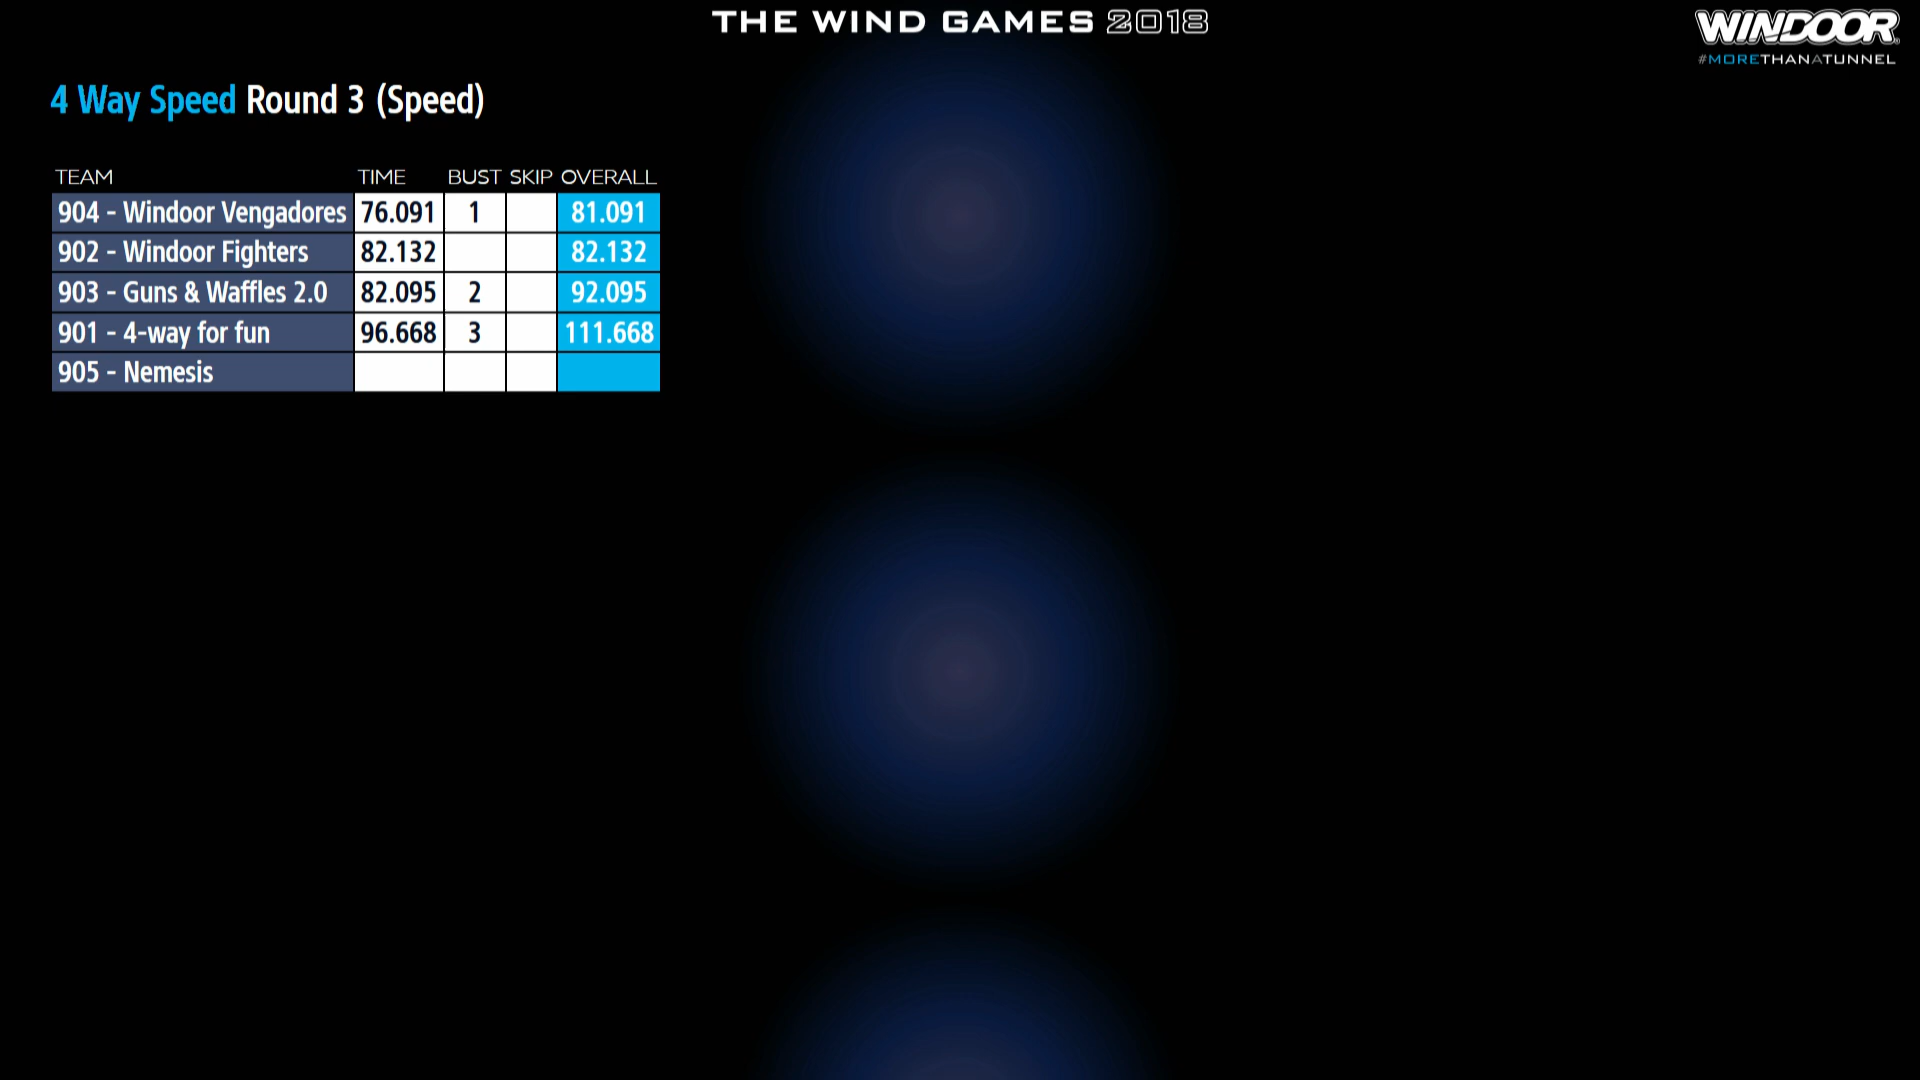 THE WIND GAMES 2018
WINDOOR
#MORETHANATUNNEL
4 Way Speed Round 3 (Speed)
TEAM TIME BUST SKIP OVERALL
904 - Windoor Vengadores 76.091 1 81.091
902 - Windoor Fighters 82.132 82.132
903 - Guns & Waffles 2.0 82.095 2 92.095
901 - 4-way for fun 96.668 3 111.668
905 - Nemesis